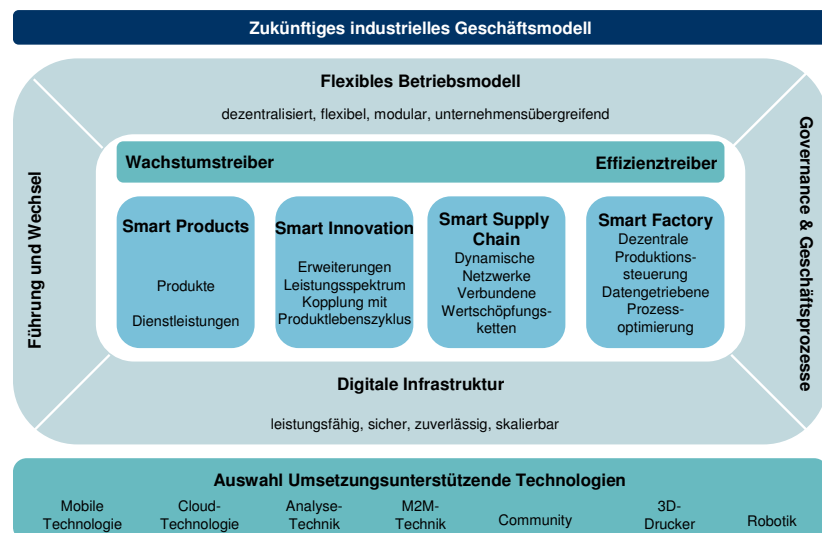 Zukünftiges industrielles Geschäftsmodell
Flexibles Betriebsmodell
dezentralisiert, flexibel, modular, unternehmensübergreifend
Führung und Wechsel
Governance & Geschäftsprozesse
Wachstumstreiber
Effizienztreiber
Smart Products
Produkte
Dienstleistungen
Smart Innovation
Erweiterungen
Leistungsspektrum
Kopplung mit
Produktlebenszyklus
Smart Supply
Chain
Dynamische
Netzwerke
Verbundene
Wertschöpfungs-
ketten
Smart Factory
Dezentrale
Produktions-
steuerung
Datengetriebene
Prozess-
optimierung
Digitale Infrastruktur
leistungsfähig, sicher, zuverlässig, skalierbar
Auswahl Umsetzungsunterstützende Technologien
Mobile
Technologie
Cloud-
Technologie
Analyse-
Technik
M2M-
Technik
Community
3D-
Drucker
Robotik